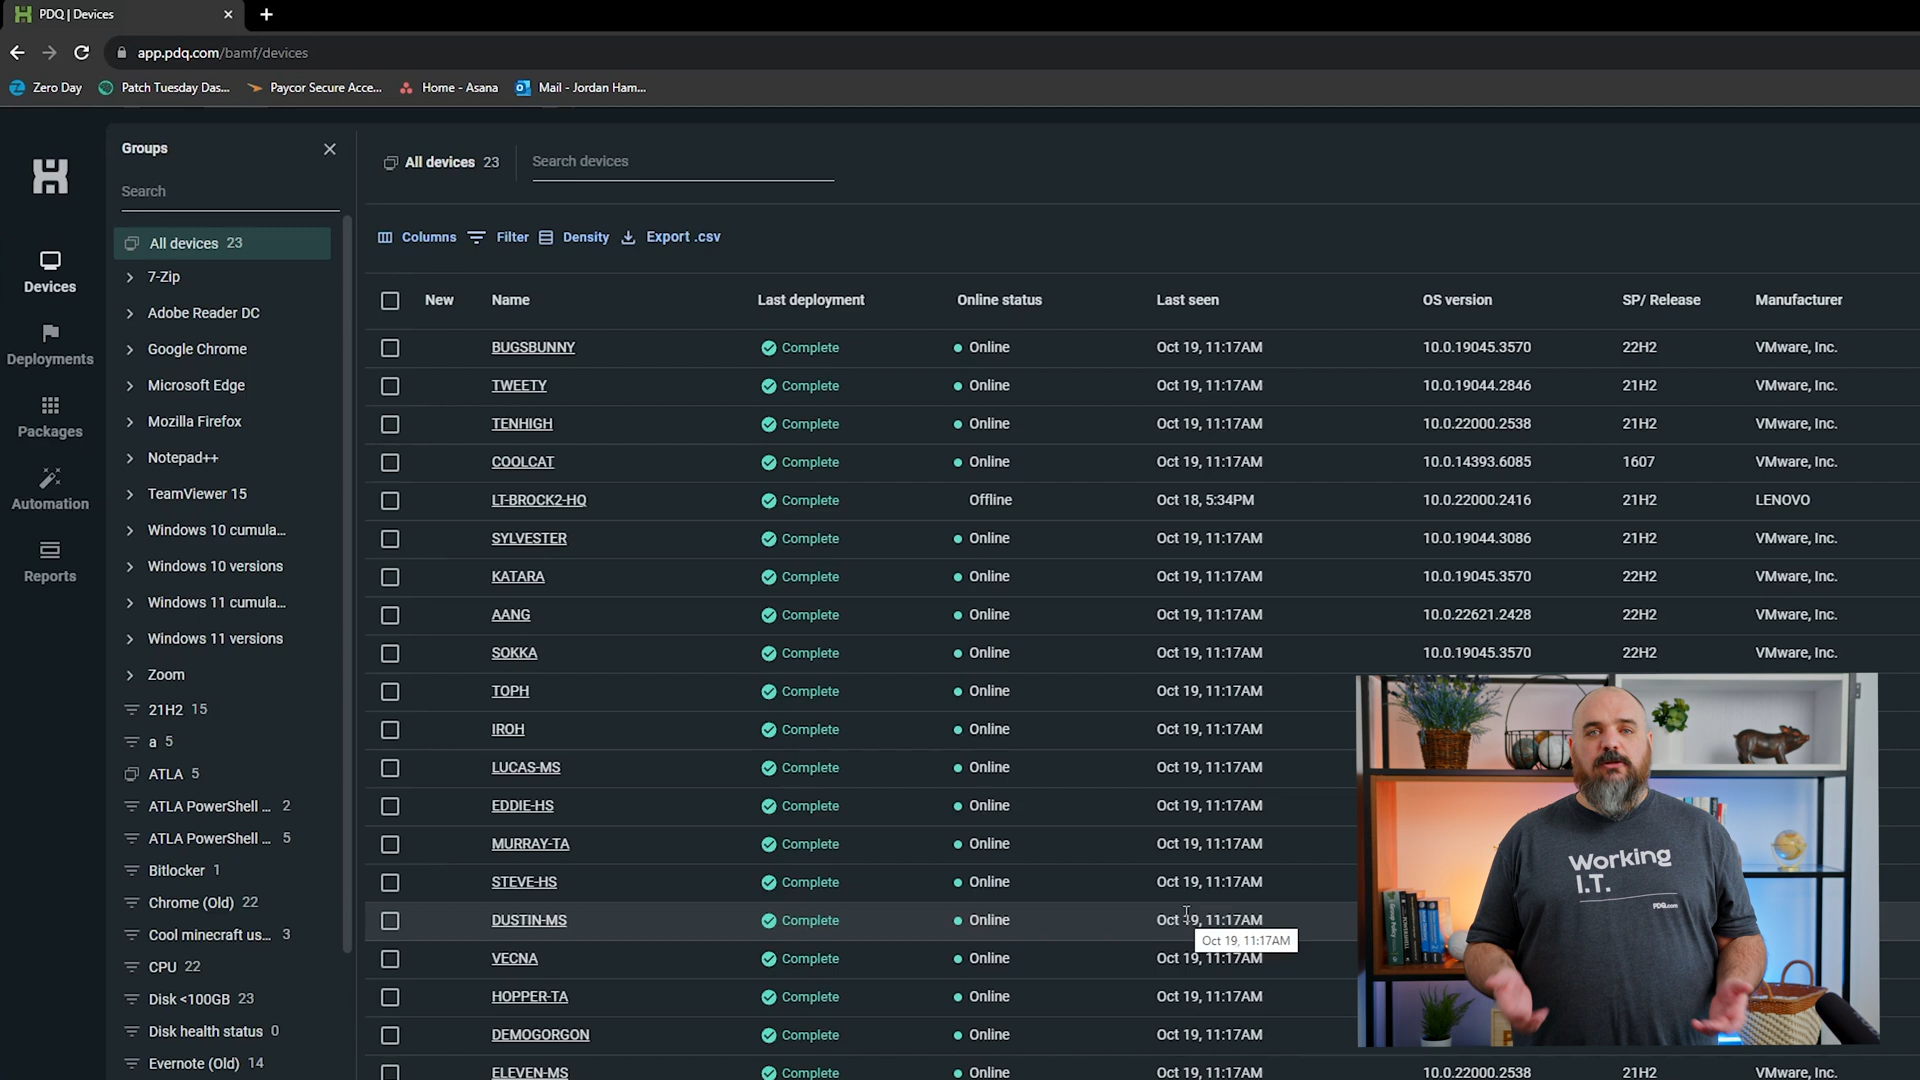 PDQ | Devices
app.pdq.com/bamf/devices
Zero Day
Patch Tuesday Das...
Paycor Secure Acce...
Home - Asana
Mail - Jordan Ham...
Groups
Search
All devices 23
7-Zip
Adobe Reader DC
Google Chrome
Microsoft Edge
Mozilla Firefox
Notepad++
TeamViewer 15
Windows 10 cumula...
Windows 10 versions
Windows 11 cumula...
Windows 11 versions
Zoom
21H2 15
a 5
ATLA 5
ATLA PowerShell ... 2
ATLA PowerShell ... 5
Bitlocker 1
Chrome (Old) 22
Cool minecraft us... 3
CPU 22
Disk <100GB 23
Disk health status 0
Evernote (Old) 14
Devices
Deployments
Packages
Automation
Reports
All devices 23 Search devices
Columns Filter Density Export .csv
New Name Last deployment Online status Last seen OS version SP/ Release Manufacturer
BUGSBUNNY Complete Online Oct 19, 11:17AM 10.0.19045.3570 22H2 VMware, Inc.
TWEETY Complete Online Oct 19, 11:17AM 10.0.19044.2846 21H2 VMware, Inc.
TENHIGH Complete Online Oct 19, 11:17AM 10.0.22000.2538 21H2 VMware, Inc.
COOLCAT Complete Online Oct 19, 11:17AM 10.0.14393.6085 1607 VMware, Inc.
LT-BROCK2-HQ Complete Offline Oct 18, 5:34PM 10.0.22000.2416 21H2 LENOVO
SYLVESTER Complete Online Oct 19, 11:17AM 10.0.19044.3086 21H2 VMware, Inc.
KATARA Complete Online Oct 19, 11:17AM 10.0.19045.3570 22H2 VMware, Inc.
AANG Complete Online Oct 19, 11:17AM 10.0.22621.2428 22H2 VMware, Inc.
SOKKA Complete Online Oct 19, 11:17AM 10.0.19045.3570 22H2 VMware, Inc.
TOPH Complete Online Oct 19, 11:17AM
IROH Complete Online Oct 19, 11:17AM
LUCAS-MS Complete Online Oct 19, 11:17AM
EDDIE-HS Complete Online Oct 19, 11:17AM
MURRAY-TA Complete Online Oct 19, 11:17AM
STEVE-HS Complete Online Oct 19, 11:17AM
DUSTIN-MS Complete Online Oct 19, 11:17AM
Oct 19, 11:17AM
VECNA Complete Online Oct 19, 11:17AM
HOPPER-TA Complete Online Oct 19, 11:17AM
DEMOGORGON Complete Online Oct 19, 11:17AM
ELEVEN-MS Complete Online Oct 19, 11:17AM 10.0.22000.2538 21H2 VMware, Inc.
Working
I.T.
PDQ.com